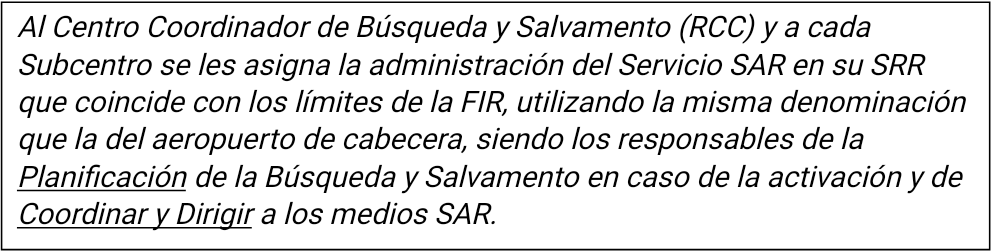 Al Centro Coordinador de Búsqueda y Salvamento (RCC) y a cada
Subcentro se les asigna la administración del Servicio SAR en su SRR
que coincide con los límites de la FIR, utilizando la misma denominación
que la del aeropuerto de cabecera, siendo los responsables de la
Planificación de la Búsqueda y Salvamento en caso de la activación y de
Coordinar y Dirigir a los medios SAR.